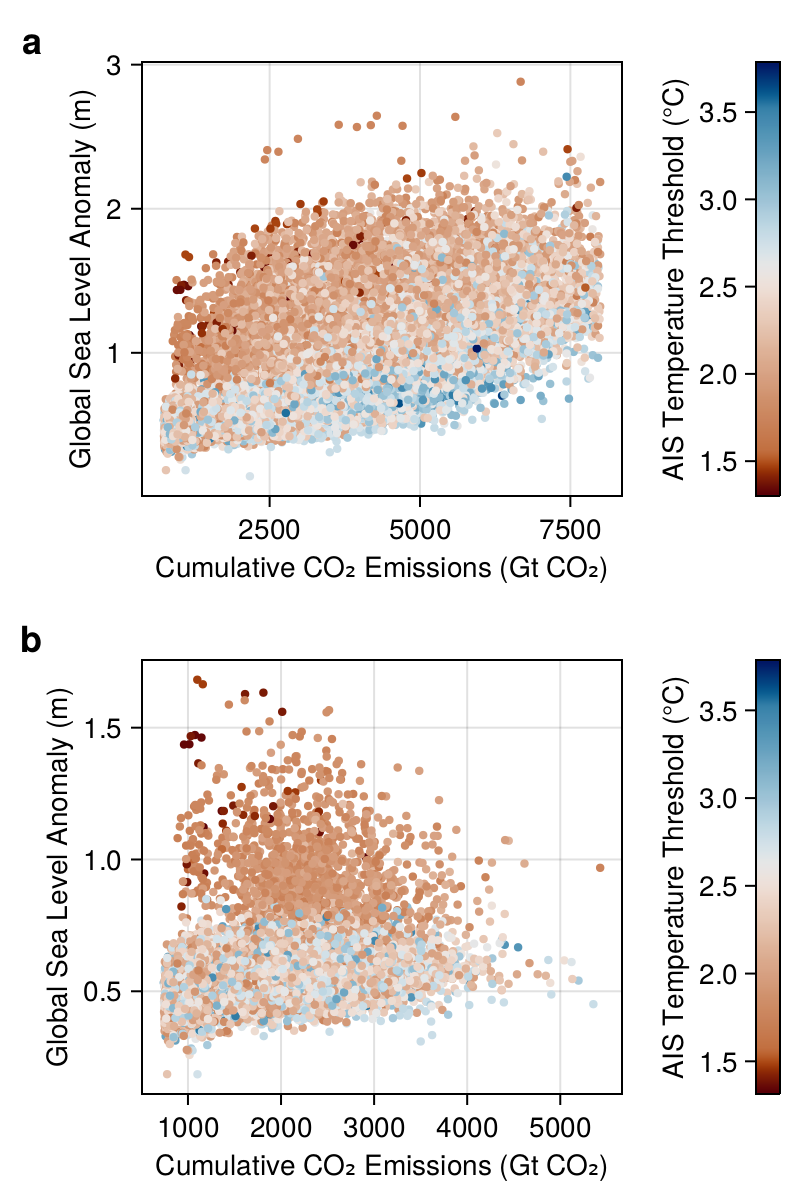 a
Global Sea Level Anomaly (m)
3
2
1
2500 5000 7500
Cumulative CO₂ Emissions (Gt CO₂)
AIS Temperature Threshold (°C)
3.5
3.0
2.5
2.0
1.5
b
Global Sea Level Anomaly (m)
1.5
1.0
0.5
1000 2000 3000 4000 5000
Cumulative CO₂ Emissions (Gt CO₂)
AIS Temperature Threshold (°C)
3.5
3.0
2.5
2.0
1.5